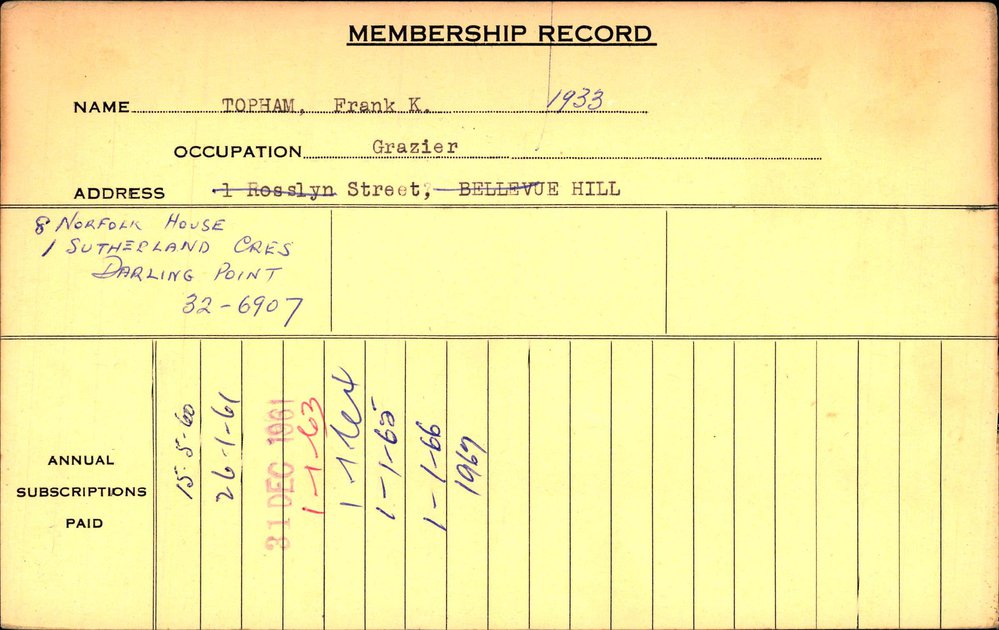 MEMBERSHIP RECORD
NAME TOPHAM, Frank K. 1933
OCCUPATION Grazier
ADDRESS 1 Rosslyn Street, BELLEVUE HILL
8 NORFOLK HOUSE
1 SUTHERLAND CRES
DARLING POINT
32-6907
ANNUAL
SUBSCRIPTIONS
PAID
15-5-60
26-1-61
31 DEC 1961
1-1-63
1-1-64
1-1-65
1-1-66
1967